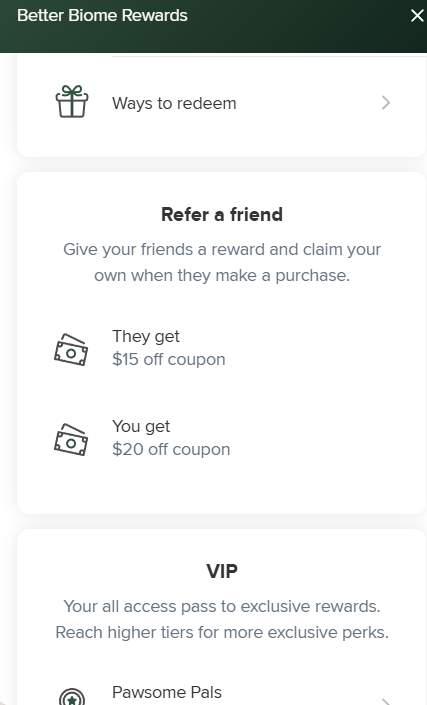 Better Biome Rewards
Ways to redeem
Refer a friend
Give your friends a reward and claim your
own when they make a purchase.
They get
$15 off coupon
You get
$20 off coupon
VIP
Your all access pass to exclusive rewards.
Reach higher tiers for more exclusive perks.
Pawsome Pals